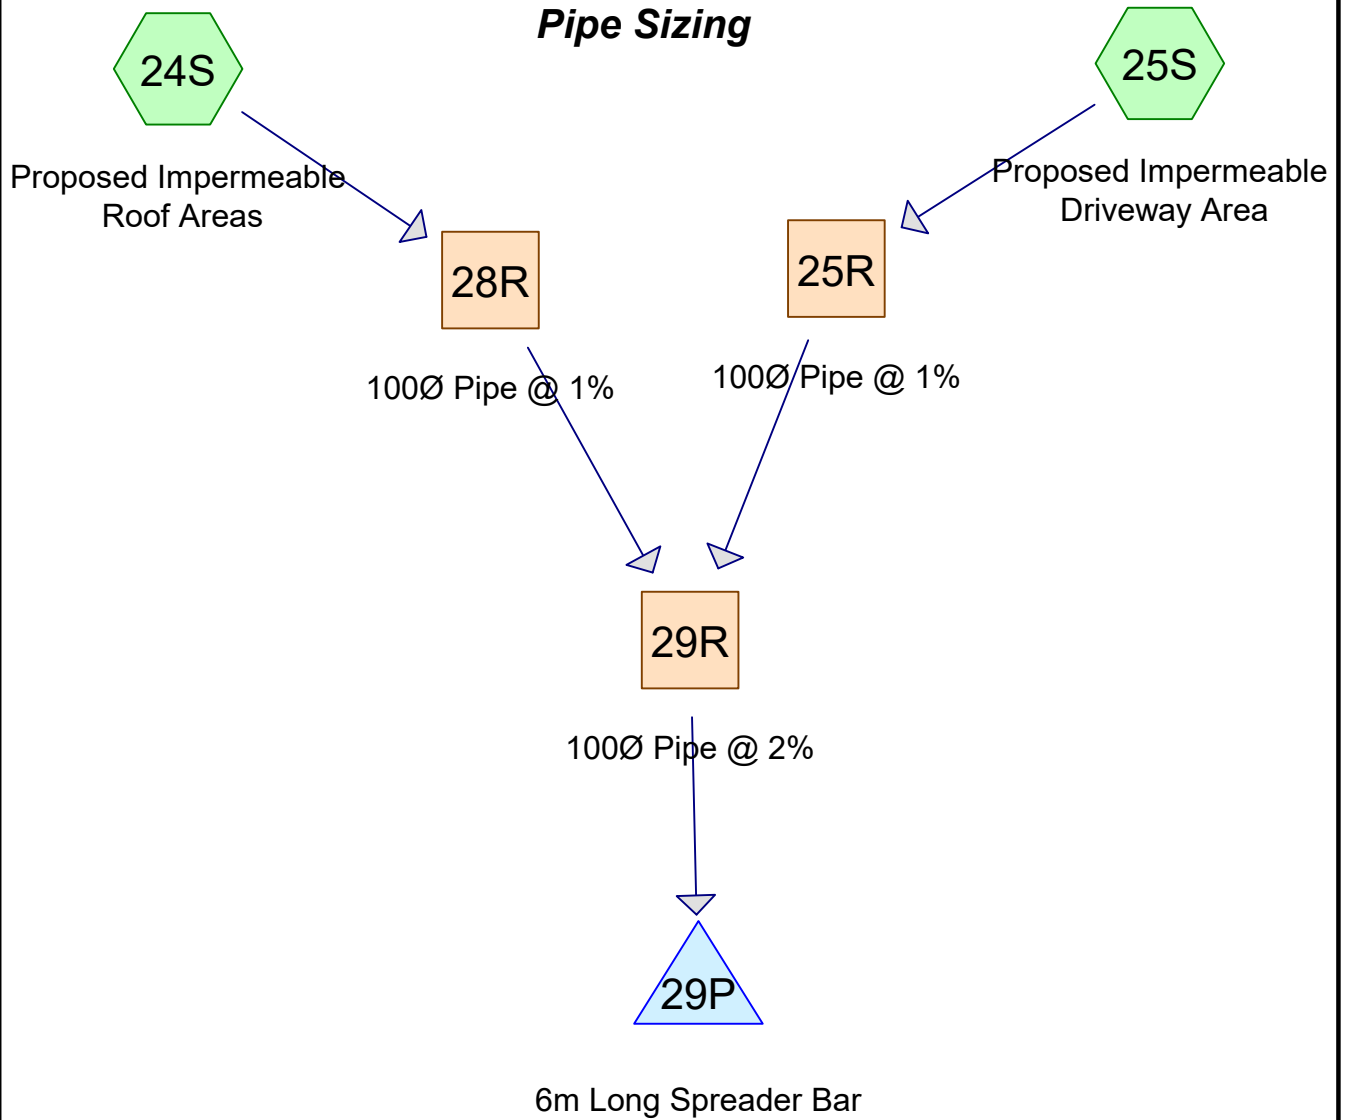 Pipe Sizing
24S
25S
Proposed Impermeable
Roof Areas
Proposed Impermeable
Driveway Area
28R
25R
100Ø Pipe @ 1%
100Ø Pipe @ 1%
29R
100Ø Pipe @ 2%
29P
6m Long Spreader Bar